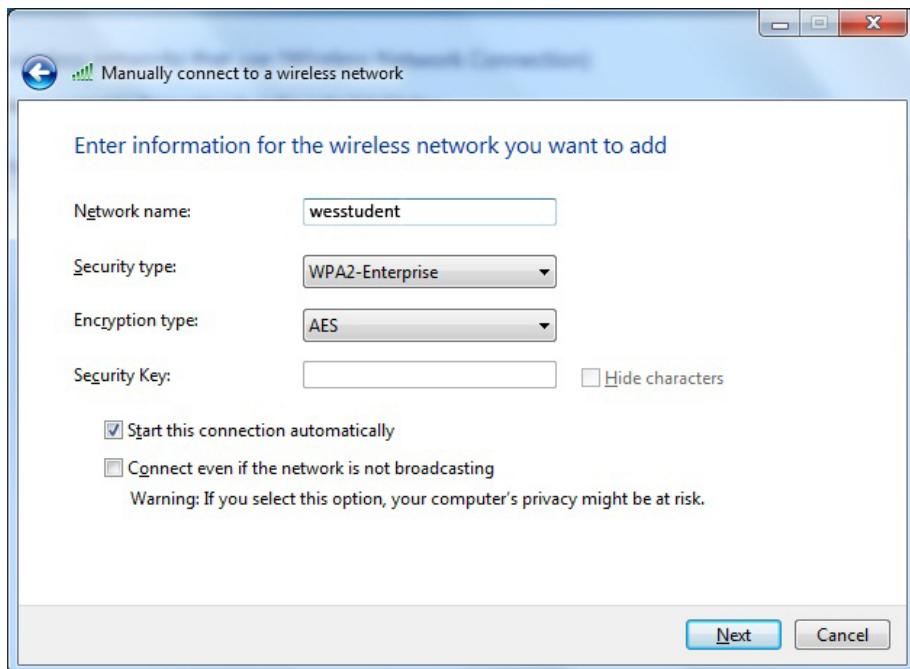 Manually connect to a wireless network
Enter information for the wireless network you want to add
Network name: wesstudent
Security type: WPA2-Enterprise
Encryption type: AES
Security Key: Hide characters
Start this connection automatically
Connect even if the network is not broadcasting
Warning: If you select this option, your computer's privacy might be at risk.
Next Cancel